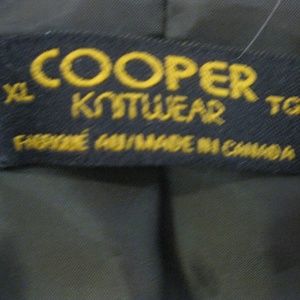 COOPER
XL KNITWEAR TG
FABRIQUÉ AU/MADE IN CANADA